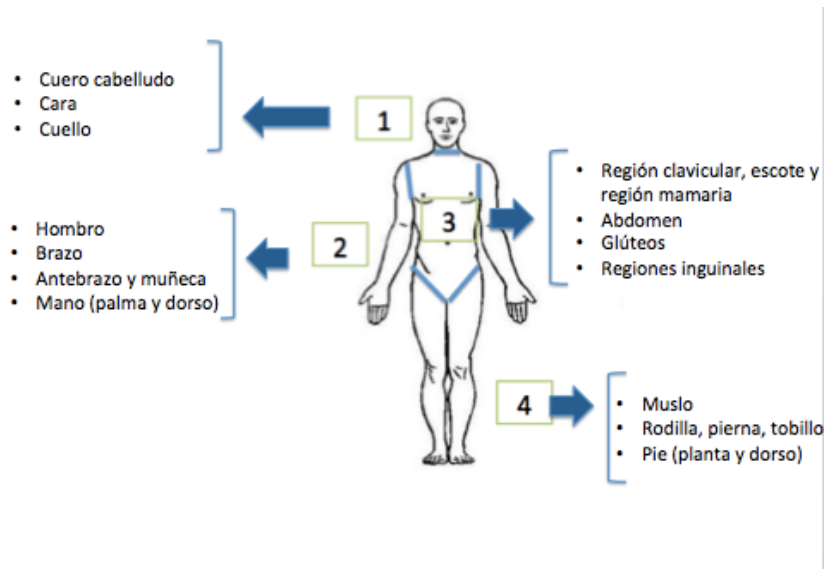 • Cuero cabelludo
• Cara
• Cuello
1
• Región clavicular, escote y
región mamaria
• Abdomen
• Glúteos
• Regiones inguinales
3
• Hombro
• Brazo
• Antebrazo y muñeca
• Mano (palma y dorso)
2
4
• Muslo
• Rodilla, pierna, tobillo
• Pie (planta y dorso)